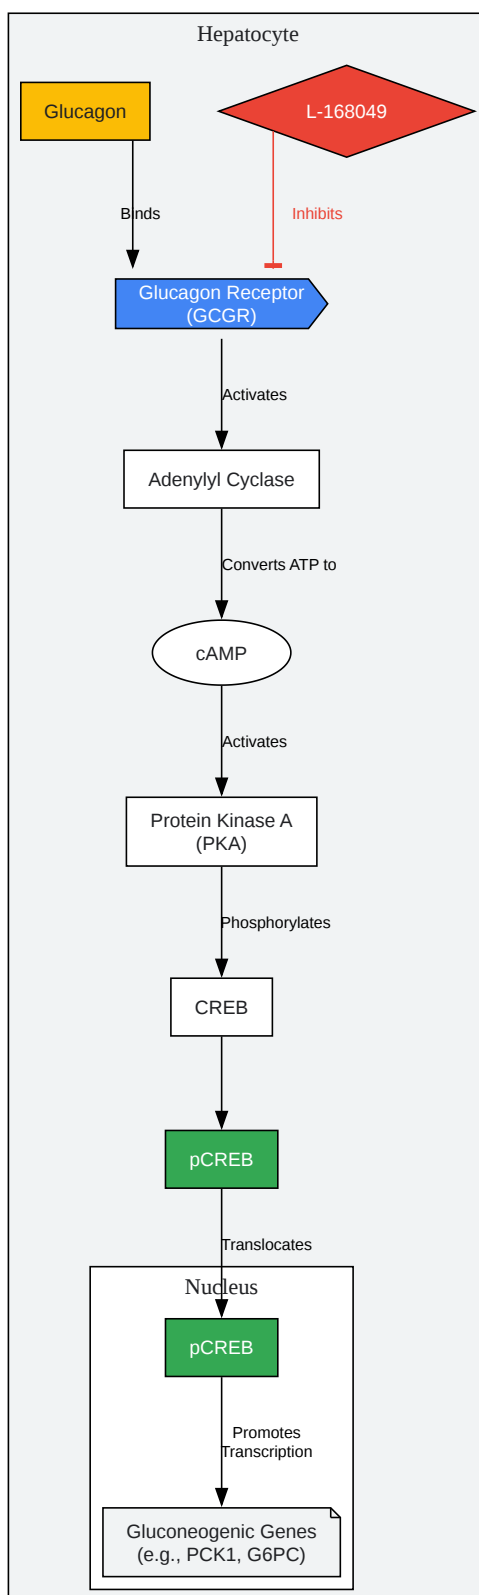 Hepatocyte
Glucagon
L-168049
Binds
Inhibits
Glucagon Receptor
(GCGR)
Activates
Adenylyl Cyclase
Converts ATP to
cAMP
Activates
Protein Kinase A
(PKA)
Phosphorylates
CREB
pCREB
Translocates
Nucleus
pCREB
Promotes
Transcription
Gluconeogenic Genes
(e.g., PCK1, G6PC)